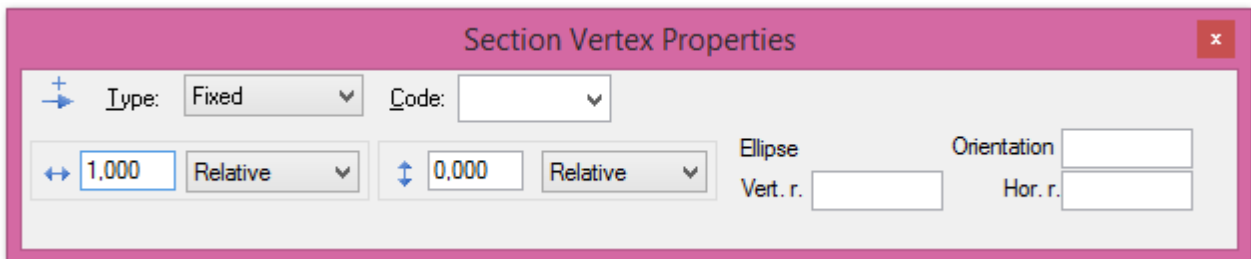 Section Vertex Properties
x
Type: Fixed Code:
1,000 Relative 0,000 Relative
Ellipse Orientation
Vert. r. Hor. r.